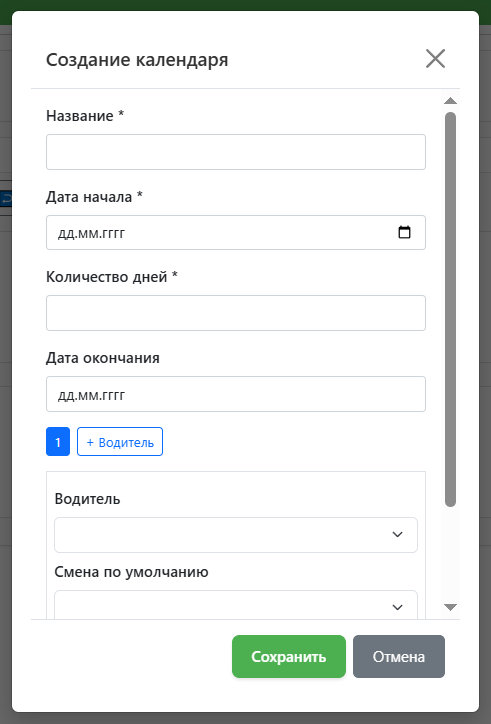 Создание календаря
Название *
Дата начала *
дд.мм.гггг
Количество дней *
Дата окончания
дд.мм.гггг
1 + Водитель
Водитель
Смена по умолчанию
Сохранить Отмена